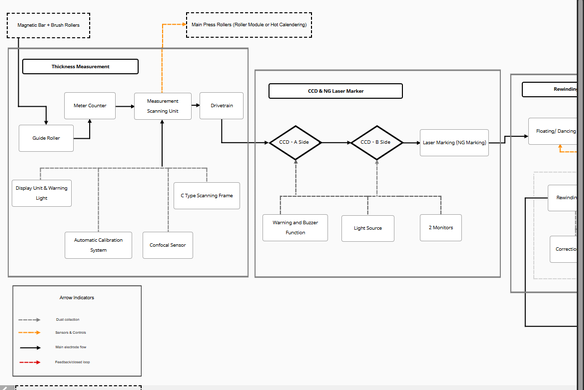 Magnetic Bar + Brush Rollers
Main Press Rollers (Roller Module or Hot Calendering)
Thickness Measurement
Meter Counter
Measurement
Scanning Unit
Drivetrain
Guide Roller
Display Unit & Warning
Light
C Type Scanning Frame
Automatic Calibration
System
Confocal Sensor
CCD & NG Laser Marker
CCD - A Side
CCD - B Side
Laser Marking (NG Marking)
Warning and Buzzer
Function
Light Source
2 Monitors
Rewinding
Floating/ Dancing
Rewindin
Correctio
Arrow Indicators
Dust collection
Sensors & Controls
Main electrode flow
Feedback/closed loop